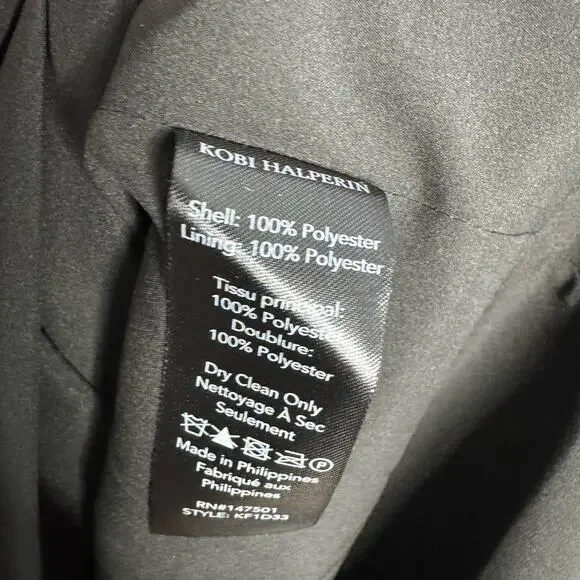 KOBI HALPERIN
Shell: 100% Polyester
Lining: 100% Polyester
Tissu principal:
100% Polyester
Doublure:
100% Polyester
Dry Clean Only
Nettoyage À Sec
Seulement
P
Made in Philippines
Fabriqué aux
Philippines
RN#147501
STYLE: KF1D33